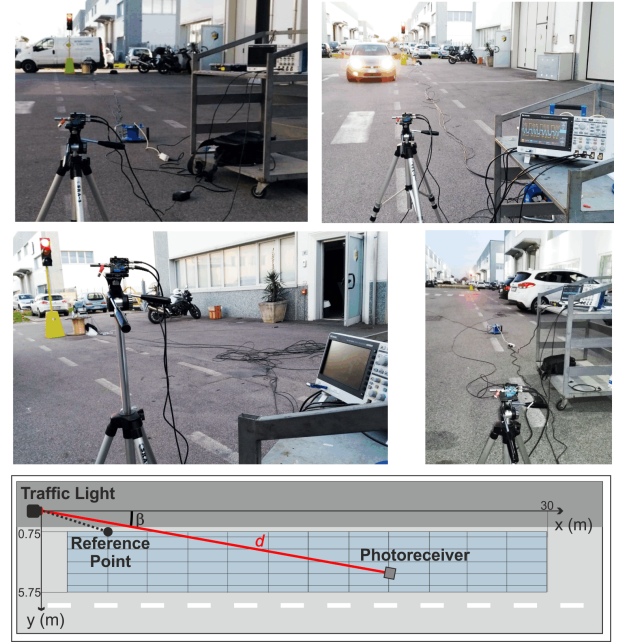 Traffic Light
30
x (m)
β
0.75
Reference
Point
d
Photoreceiver
5.75
y (m)